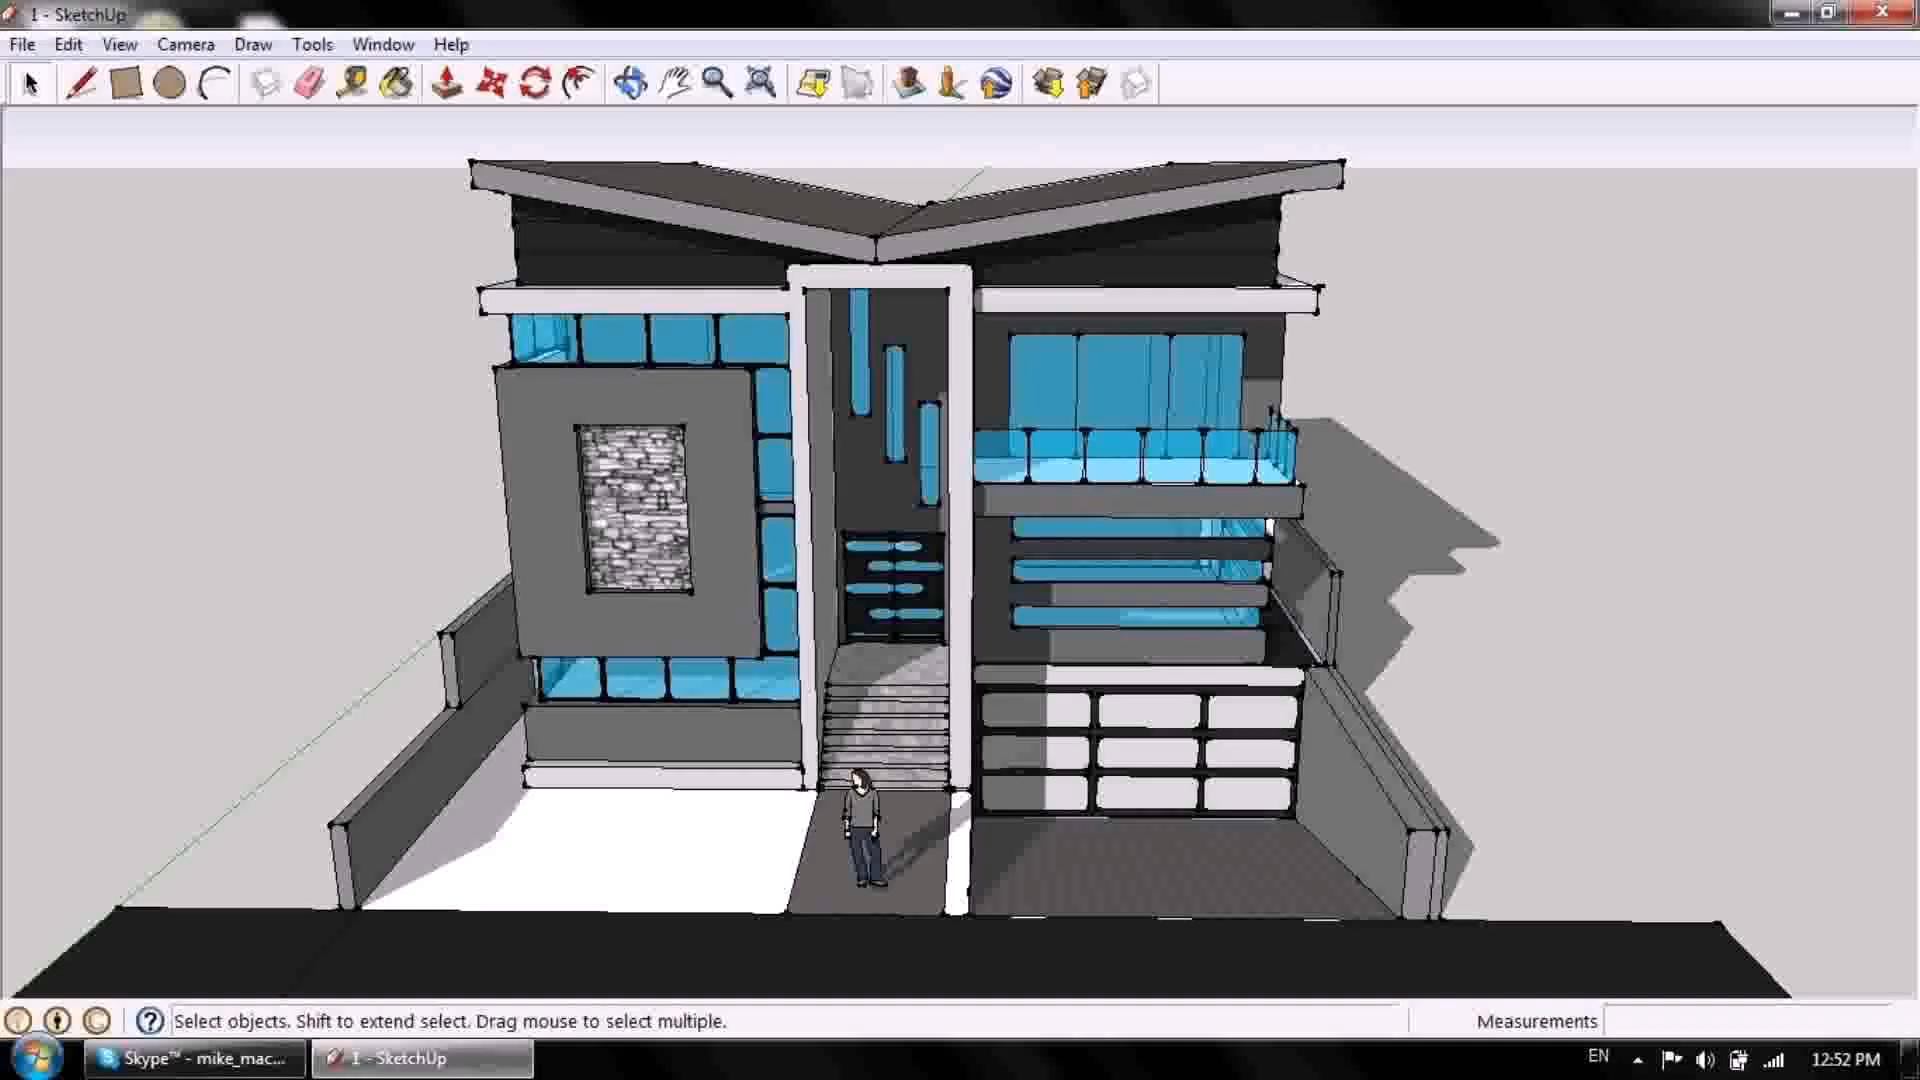 1 - SketchUp
File Edit View Camera Draw Tools Window Help
Select objects. Shift to extend select. Drag mouse to select multiple.
Measurements
Skype™ - mike_mac...
1 - SketchUp
EN
12:52 PM